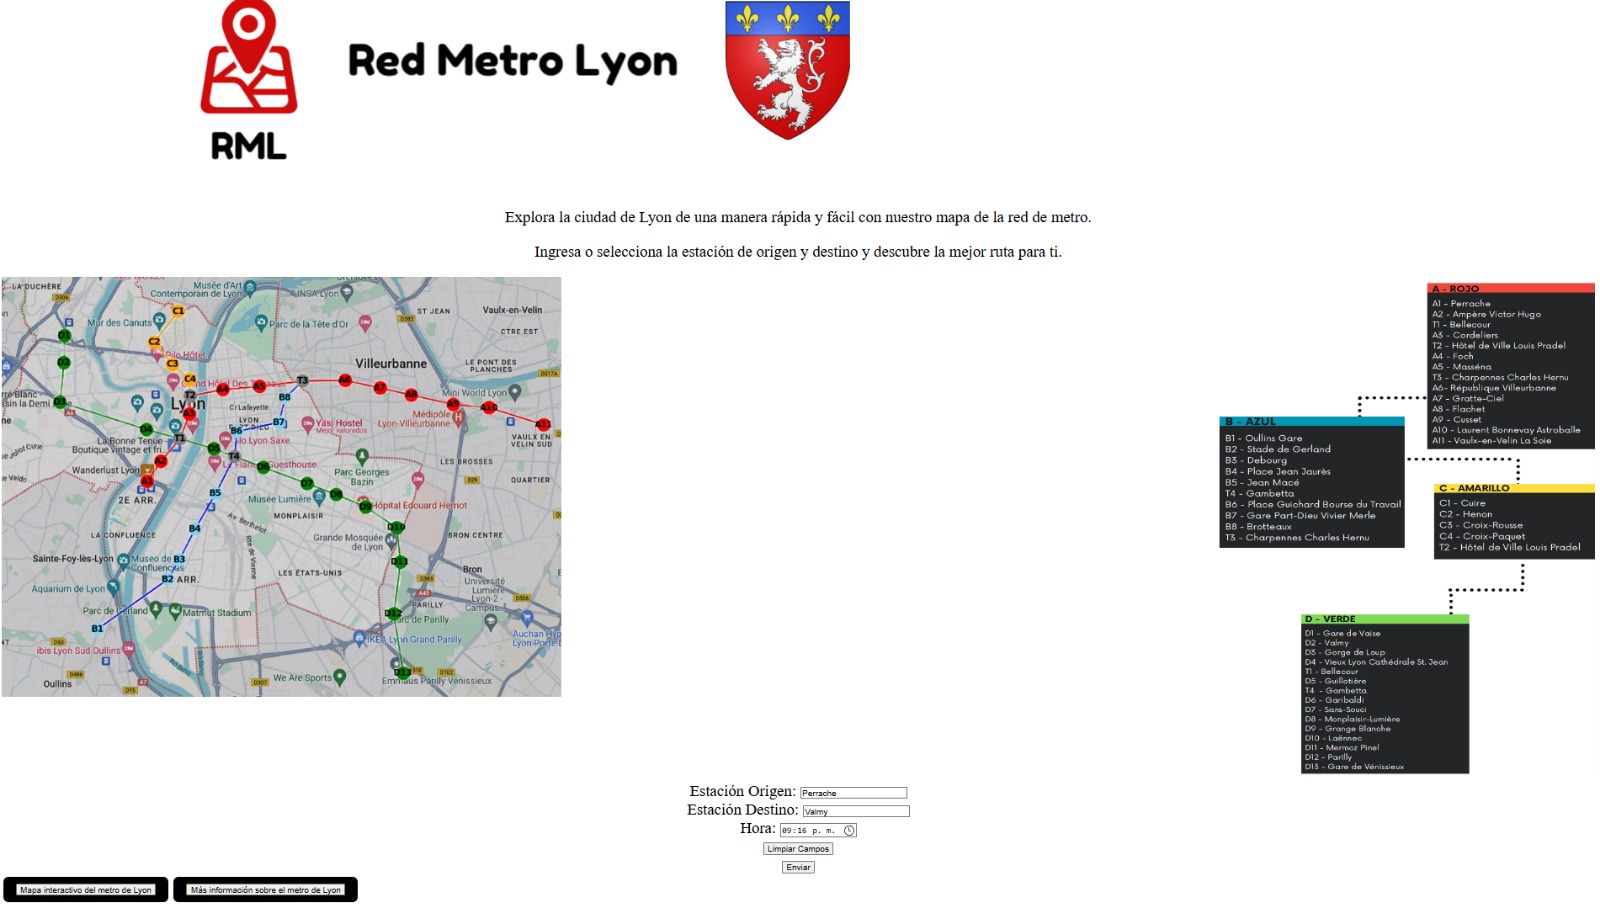 RML
Red Metro Lyon
Explora la ciudad de Lyon de una manera rápida y fácil con nuestro mapa de la red de metro.
Ingresa o selecciona la estación de origen y destino y descubre la mejor ruta para ti.
LA DUCHÈRE
Musée d'Art
Contemporain de Lyon
INSA Lyon
ST JEAN
Vaulx-en-Velin
CTRE EST
Mur des Canuts
Parc de la Tête d'Or
Villeurbanne
LE PONT DES
PLANCHES
Pilo Hôtel
Mini World Lyon
Grand Hôtel Des
Lyon
Cr Lafayette
LYON
Médipôle
Lyon-Villeurbanne
Yasi Hostel
Mejor valorados
Ho Lyon Saxe
La Bonne Tenue -
Boutique vintage et fri...
VAULX EN
VELIN SUD
Wanderlust Lyon
Guesthouse
Parc Georges
Bazin
LES BROSSES
QUARTIER
2E ARR.
Musée Lumière
Hôpital Edouard Herriot
MONPLAISIR
Av. Berthelot
LA CONFLUENCE
Grande Mosquée
de Lyon
BRON CENTRE
Sainte-Foy-lès-Lyon
Museo de
Confluences
ARR.
LES ÉTATS-UNIS
Bron
Aquarium de Lyon
Université
Lumière
Lyon-2 -
Campus...
PARILLY
Parc de Gerland
Matmut Stadium
Parc de Parilly
IKEA Lyon Grand Parilly
Auchan Hyp
Lyon Porte
ibis Lyon Sud Oullins
We Are Sports
Emmaus Parilly Vénissiex
Oullins
D1
D2
D3
D4
D5
D6
D7
D8
D9
D10
D11
D12
D13
C1
C2
C3
C4
T1
T2
T3
T4
A1
A2
A3
A4
A5
A6
A7
A8
A9
A10
A11
B1
B2
B3
B4
B5
B6
B7
B8
A - ROJO
A1 - Perrache
A2 - Ampère Victor Hugo
T1 - Bellecour
A3 - Cordeliers
T2 - Hôtel de Ville Louis Pradel
A4 - Foch
A5 - Masséna
T3 - Charpennes Charles Hernu
A6- République Villeurbanne
A7 - Gratte-Ciel
A8 - Flachet
A9 - Cusset
A10 - Laurent Bonnevay Astroballe
A11 - Vaulx-en-Velin La Soie
B - AZUL
B1 - Oullins Gare
B2 - Stade de Gerland
B3 - Debourg
B4 - Place Jean Jaurès
B5 - Jean Macé
T4 - Gambetta
B6 - Place Guichard Bourse du Travail
B7 - Gare Part-Dieu Vivier Merle
B8 - Brotteaux
T3 - Charpennes Charles Hernu
C - AMARILLO
C1 - Cuire
C2 - Henon
C3 - Croix-Rousse
C4 - Croix-Paquet
T2 - Hôtel de Ville Louis Pradel
D - VERDE
D1 - Gare de Vaise
D2 - Valmy
D3 - Gorge de Loup
D4 - Vieux Lyon Cathédrale St. Jean
T1 - Bellecour
D5 - Guillotière
T4 - Gambetta
D6 - Garibaldi
D7 - Sans-Souci
D8 - Monplaisir-Lumière
D9 - Grange Blanche
D10 - Laënnec
D11 - Mermoz Pinel
D12 - Parilly
D13 - Gare de Vénissieux
Estación Origen: Perrache
Estación Destino: Valmy
Hora: 09:16 p. m.
Limpiar Campos
Enviar
Mapa interactivo del metro de Lyon
Más información sobre el metro de Lyon